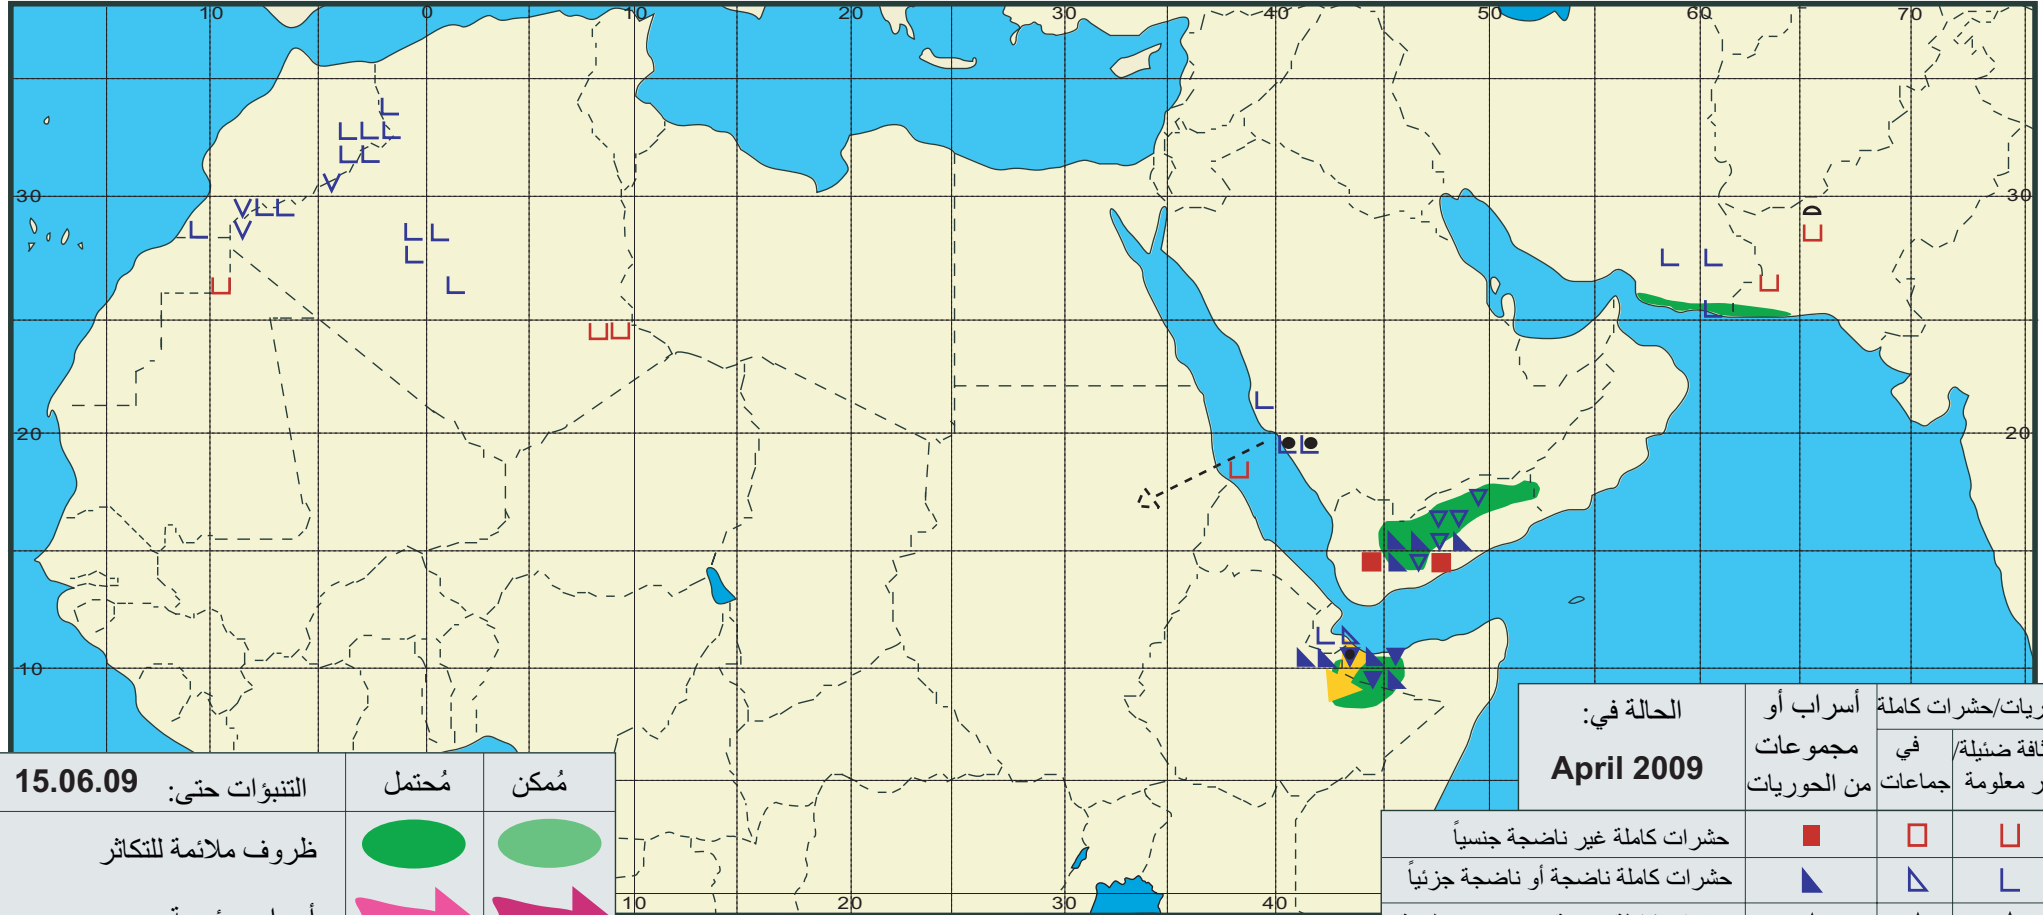 10 0 10 20 30 40 50 60 70
30 30
20 20
10
10 30 40
التنبؤات حتى: 15.06.09
مُحتمل
مُمكن
ظروف ملائمة للتكاثر
الحالة في:
April 2009
أسراب أو
مجموعات
من الحوريات
حشرات كاملة
في
جماعات
ضئيلة/
معلومة
حشرات كاملة غير ناضجة جنسياً
حشرات كاملة ناضجة أو ناضجة جزئياً